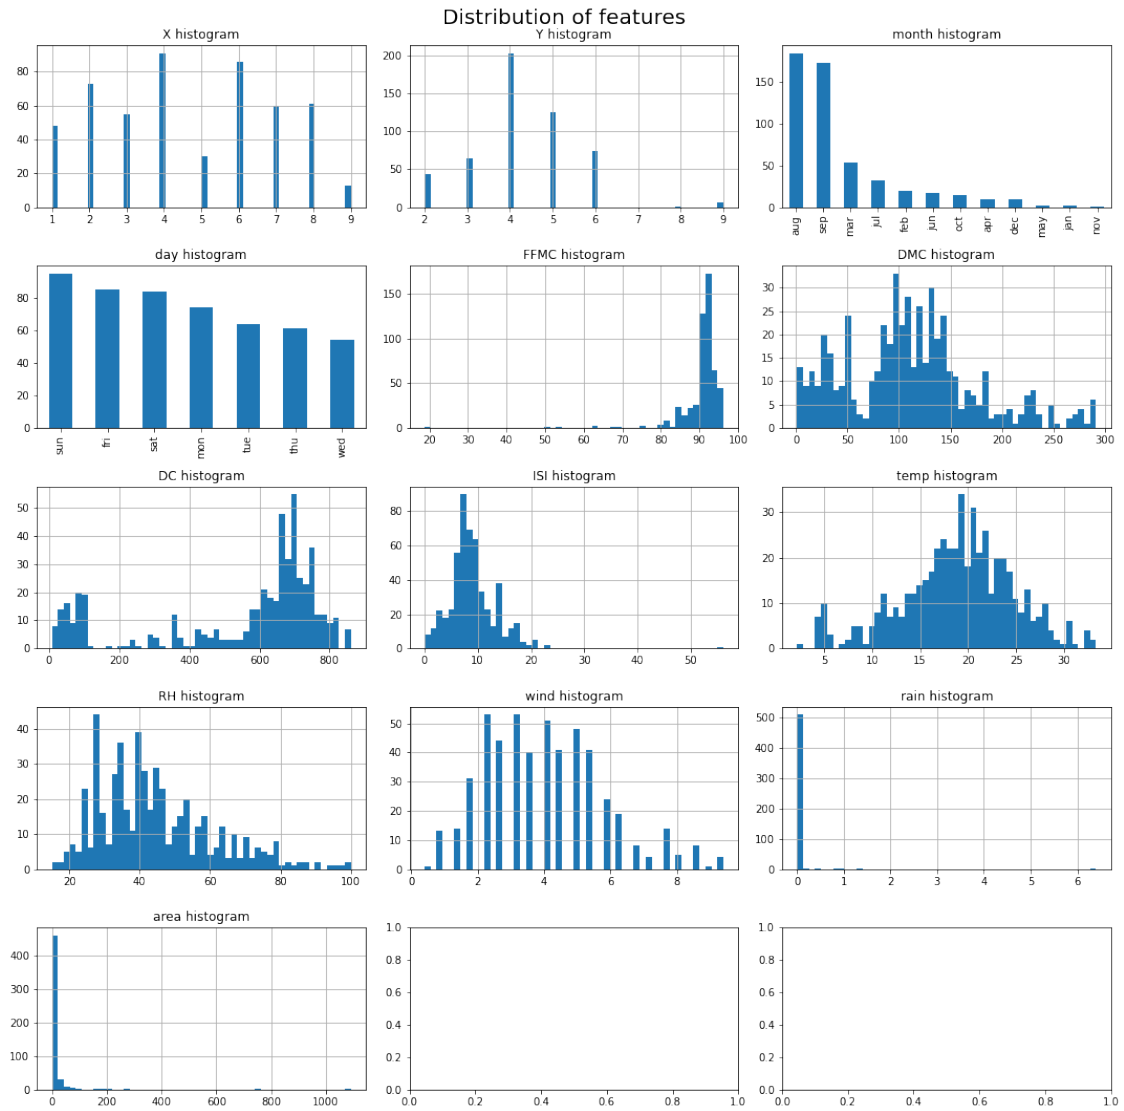 Distribution of features
X histogram
Y histogram
month histogram
80
60
40
20
0
1 2 3 4 5 6 7 8 9
200
150
100
50
0
2 3 4 5 6 7 8 9
150
100
50
0
aug sep mar jul feb jun oct apr dec may jan nov
day histogram
FFMC histogram
DMC histogram
80
60
40
20
0
sun fri sat mon tue thu wed
150
100
50
0
20 30 40 50 60 70 80 90 100
30
25
20
15
10
5
0
0 50 100 150 200 250 300
DC histogram
ISI histogram
temp histogram
50
40
30
20
10
0
0 200 400 600 800
80
60
40
20
0
0 10 20 30 40 50
30
20
10
0
5 10 15 20 25 30
RH histogram
wind histogram
rain histogram
40
30
20
10
0
20 40 60 80 100
50
40
30
20
10
0
2 4 6 8
500
400
300
200
100
0
0 1 2 3 4 5 6
area histogram
400
300
200
100
0
0 200 400 600 800 1000
1.0
0.8
0.6
0.4
0.2
0.0
0.0 0.2 0.4 0.6 0.8 1.0
1.0
0.8
0.6
0.4
0.2
0.0
0.0 0.2 0.4 0.6 0.8 1.0